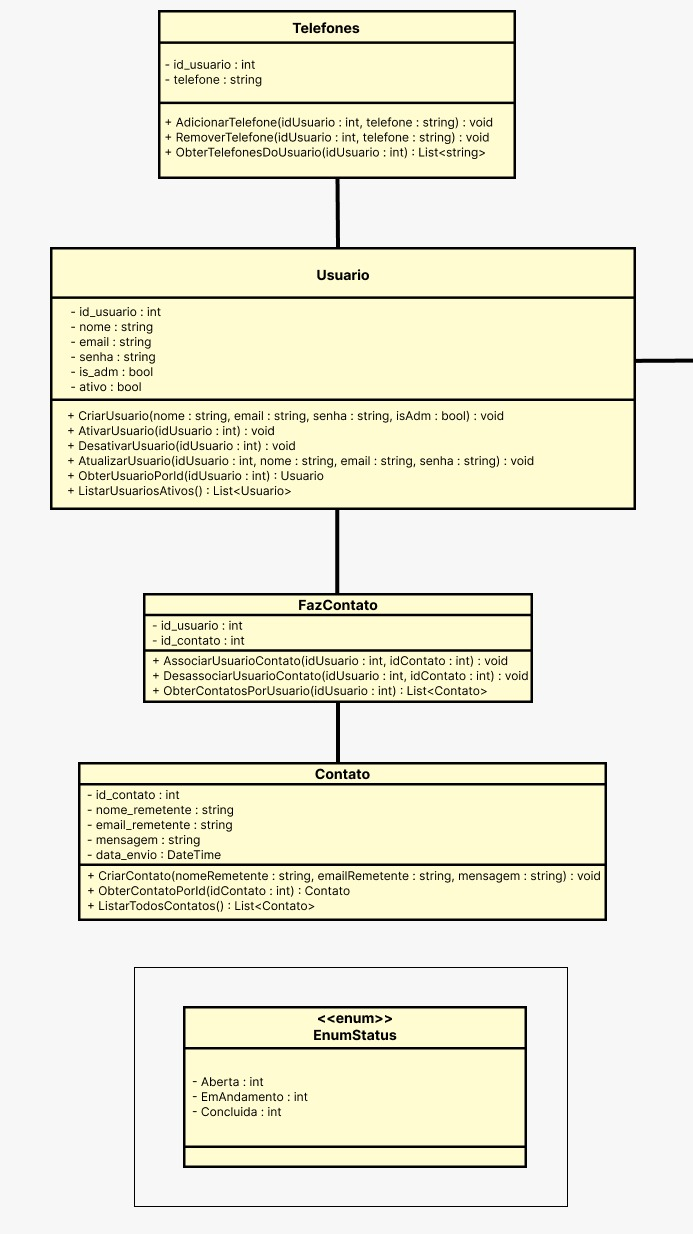 Telefones
- id_usuario : int
- telefone : string
+ AdicionarTelefone(idUsuario : int, telefone : string) : void
+ RemoverTelefone(idUsuario : int, telefone : string) : void
+ ObterTelefonesDoUsuario(idUsuario : int) : List<string>
Usuario
- id_usuario : int
- nome : string
- email : string
- senha : string
- is_adm : bool
- ativo : bool
+ CriarUsuario(nome : string, email : string, senha : string, isAdm : bool) : void
+ AtivarUsuario(idUsuario : int) : void
+ DesativarUsuario(idUsuario : int) : void
+ AtualizarUsuario(idUsuario : int, nome : string, email : string, senha : string) : void
+ ObterUsuarioPorId(idUsuario : int) : Usuario
+ ListarUsuariosAtivos() : List<Usuario>
FazContato
- id_usuario : int
- id_contato : int
+ AssociarUsuarioContato(idUsuario : int, idContato : int) : void
+ DesassociarUsuarioContato(idUsuario : int, idContato : int) : void
+ ObterContatosPorUsuario(idUsuario : int) : List<Contato>
Contato
- id_contato : int
- nome_remetente : string
- email_remetente : string
- mensagem : string
- data_envio : DateTime
+ CriarContato(nomeRemetente : string, emailRemetente : string, mensagem : string) : void
+ ObterContatoPorId(idContato : int) : Contato
+ ListarTodosContatos() : List<Contato>
<<enum>>
EnumStatus
- Aberta : int
- EmAndamento : int
- Concluida : int